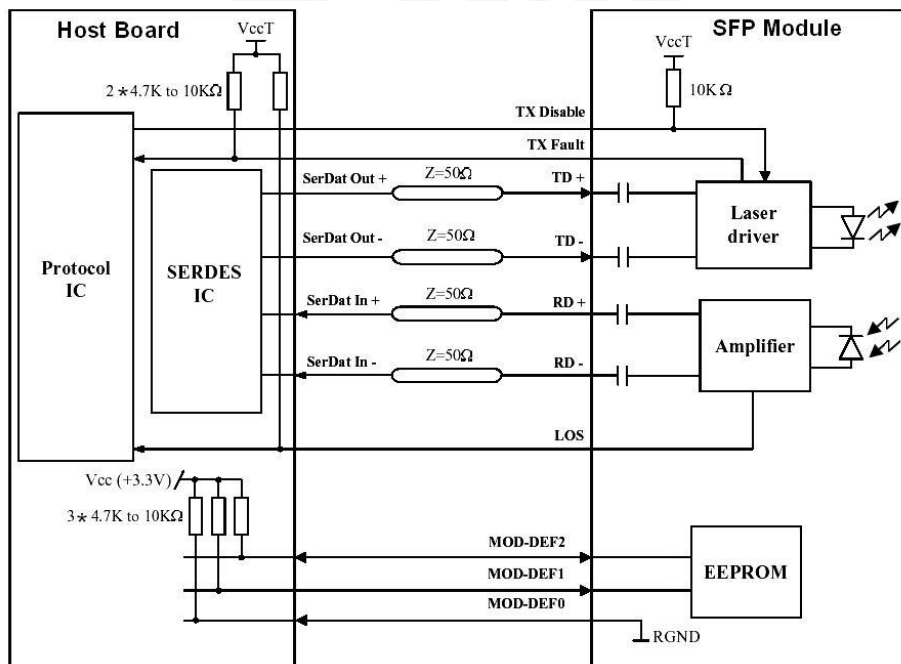 Host Board
SFP Module
VccT
VccT
2*4.7K to 10KΩ
10KΩ
TX Disable
TX Fault
SerDat Out +
Z=50Ω
TD +
SerDat Out -
Z=50Ω
TD -
Laser
driver
Protocol
IC
SERDES
IC
SerDat In +
Z=50Ω
RD +
SerDat In -
Z=50Ω
RD -
Amplifier
LOS
Vcc (+3.3V)
3*4.7K to 10KΩ
MOD-DEF2
MOD-DEF1
MOD-DEF0
EEPROM
RGND